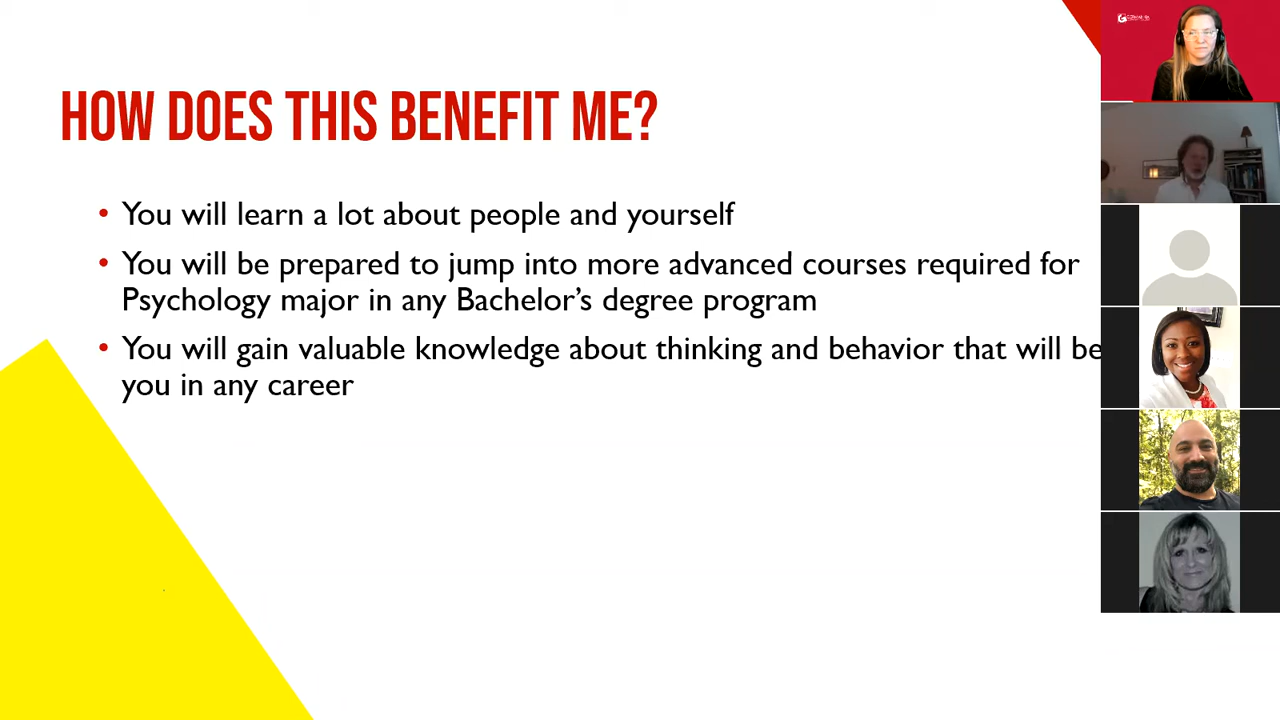 HOW DOES THIS BENEFIT ME?
• You will learn a lot about people and yourself
• You will be prepared to jump into more advanced courses required for
Psychology major in any Bachelor’s degree program
• You will gain valuable knowledge about thinking and behavior that will be
you in any career